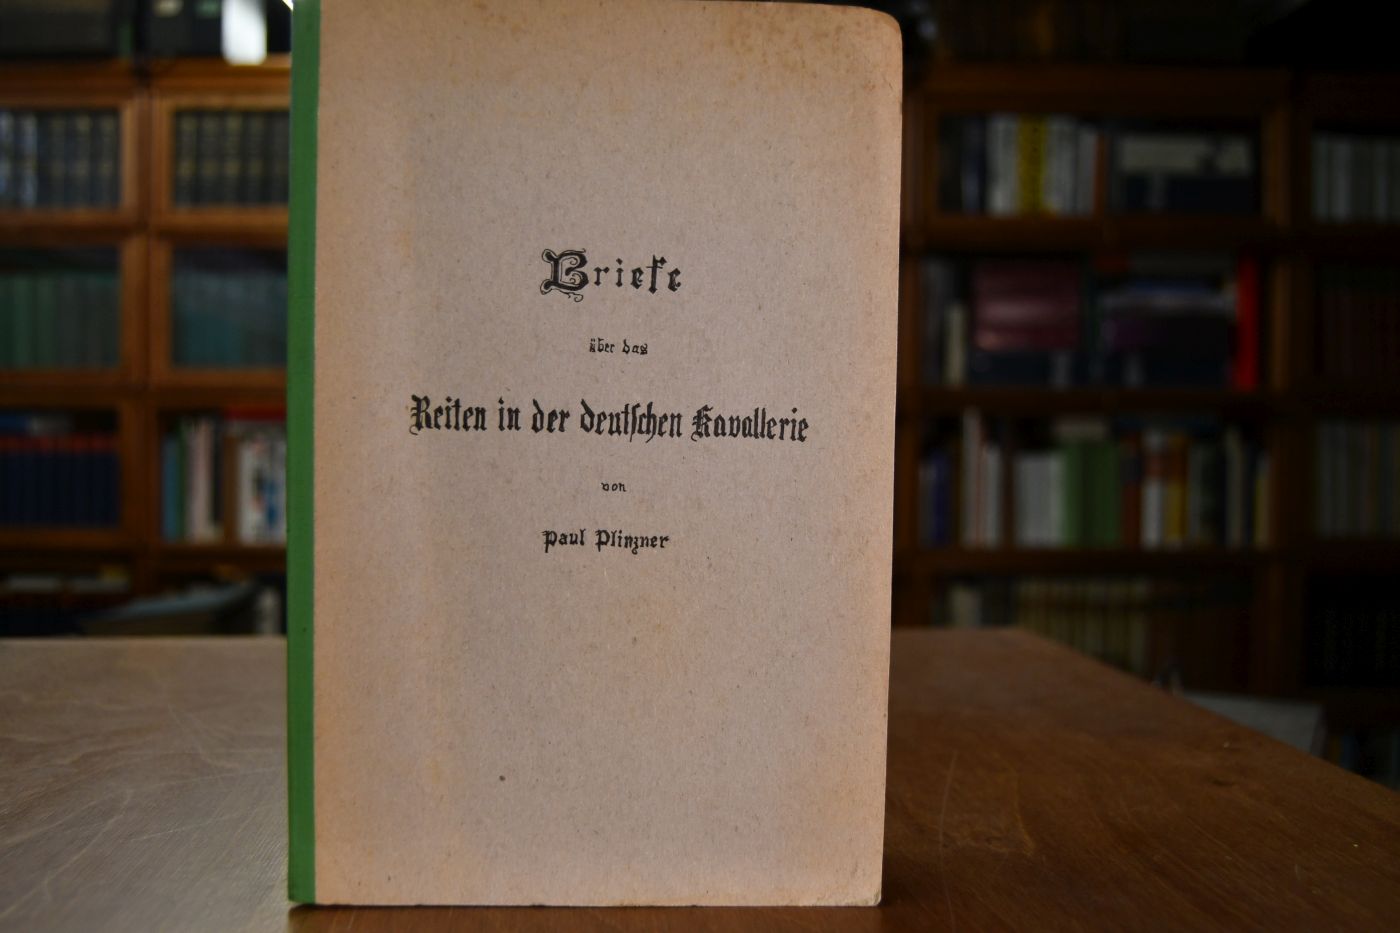 Briefe
über das
Reiten in der deutschen Kavallerie
von
Paul Plinzner